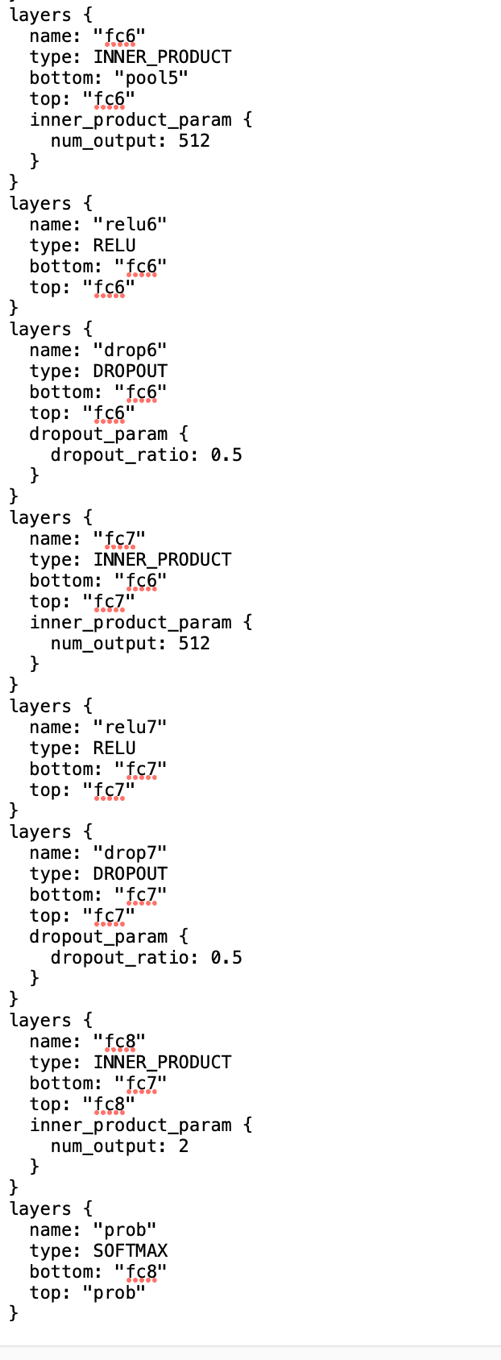 layers {
  name: "fc6"
  type: INNER_PRODUCT
  bottom: "pool5"
  top: "fc6"
  inner_product_param {
    num_output: 512
  }
}
layers {
  name: "relu6"
  type: RELU
  bottom: "fc6"
  top: "fc6"
}
layers {
  name: "drop6"
  type: DROPOUT
  bottom: "fc6"
  top: "fc6"
  dropout_param {
    dropout_ratio: 0.5
  }
}
layers {
  name: "fc7"
  type: INNER_PRODUCT
  bottom: "fc6"
  top: "fc7"
  inner_product_param {
    num_output: 512
  }
}
layers {
  name: "relu7"
  type: RELU
  bottom: "fc7"
  top: "fc7"
}
layers {
  name: "drop7"
  type: DROPOUT
  bottom: "fc7"
  top: "fc7"
  dropout_param {
    dropout_ratio: 0.5
  }
}
layers {
  name: "fc8"
  type: INNER_PRODUCT
  bottom: "fc7"
  top: "fc8"
  inner_product_param {
    num_output: 2
  }
}
layers {
  name: "prob"
  type: SOFTMAX
  bottom: "fc8"
  top: "prob"
}